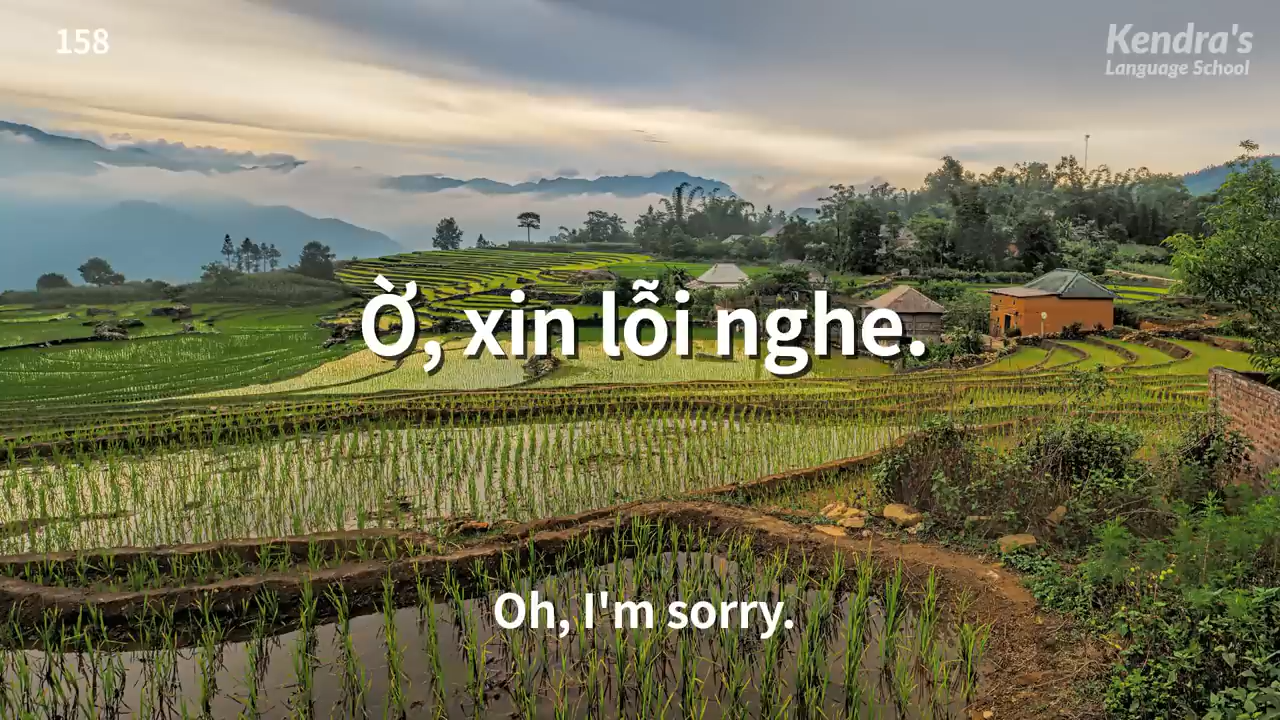 158
Kendra's
Language School
Ờ, xin lỗi nghe.
Oh, I'm sorry.